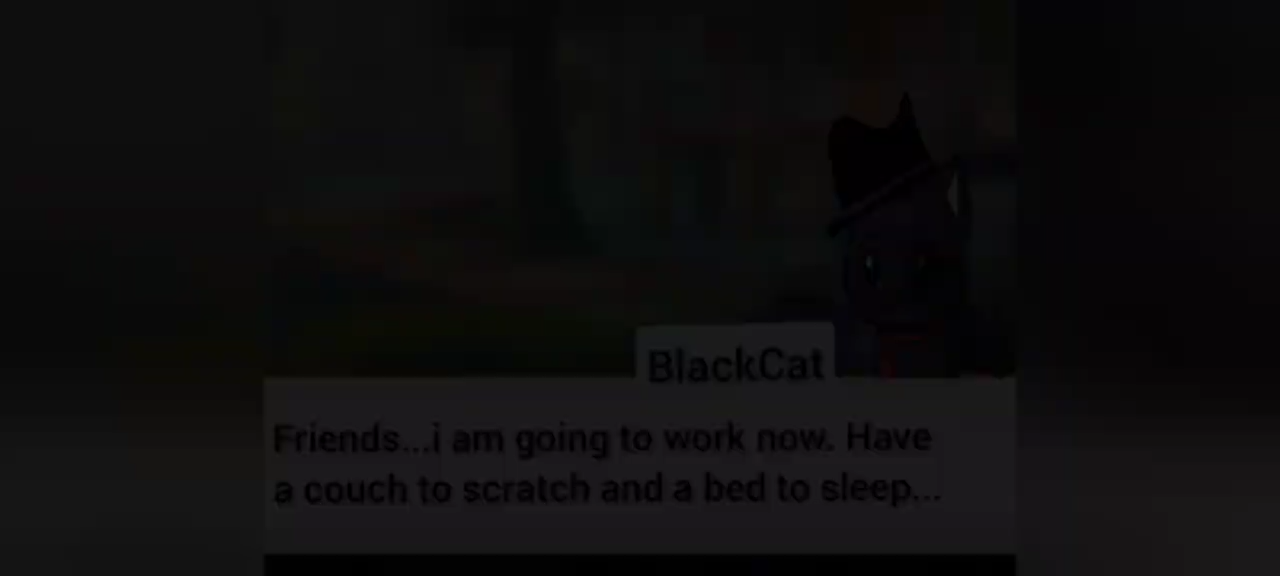 BlackCat
Friends...i am going to work now. Have
a couch to scratch and a bed to sleep...